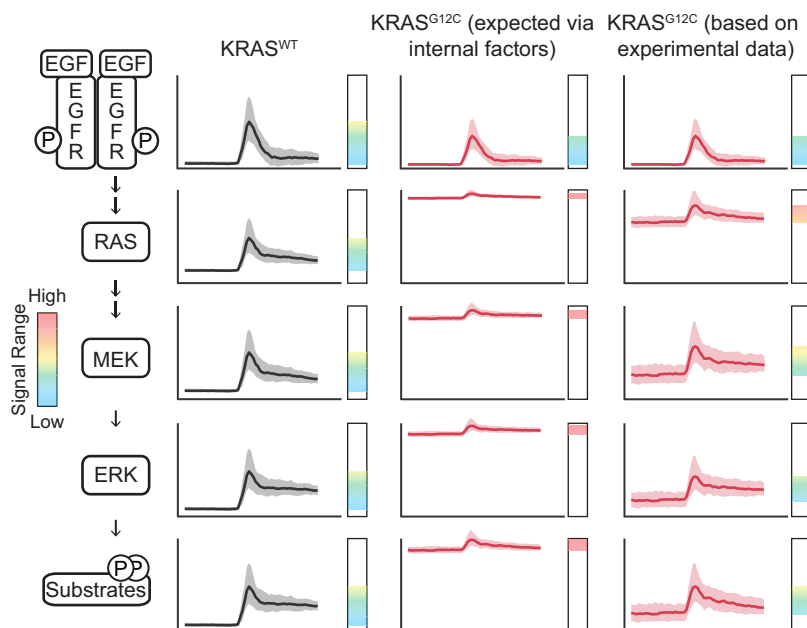 KRAS^WT
KRAS^G12C (expected via
internal factors)
KRAS^G12C (based on
experimental data)
EGF EGF
E
G
F
R
E
G
F
R
P
P
RAS
MEK
ERK
P P
Substrates
High
Signal Range
Low